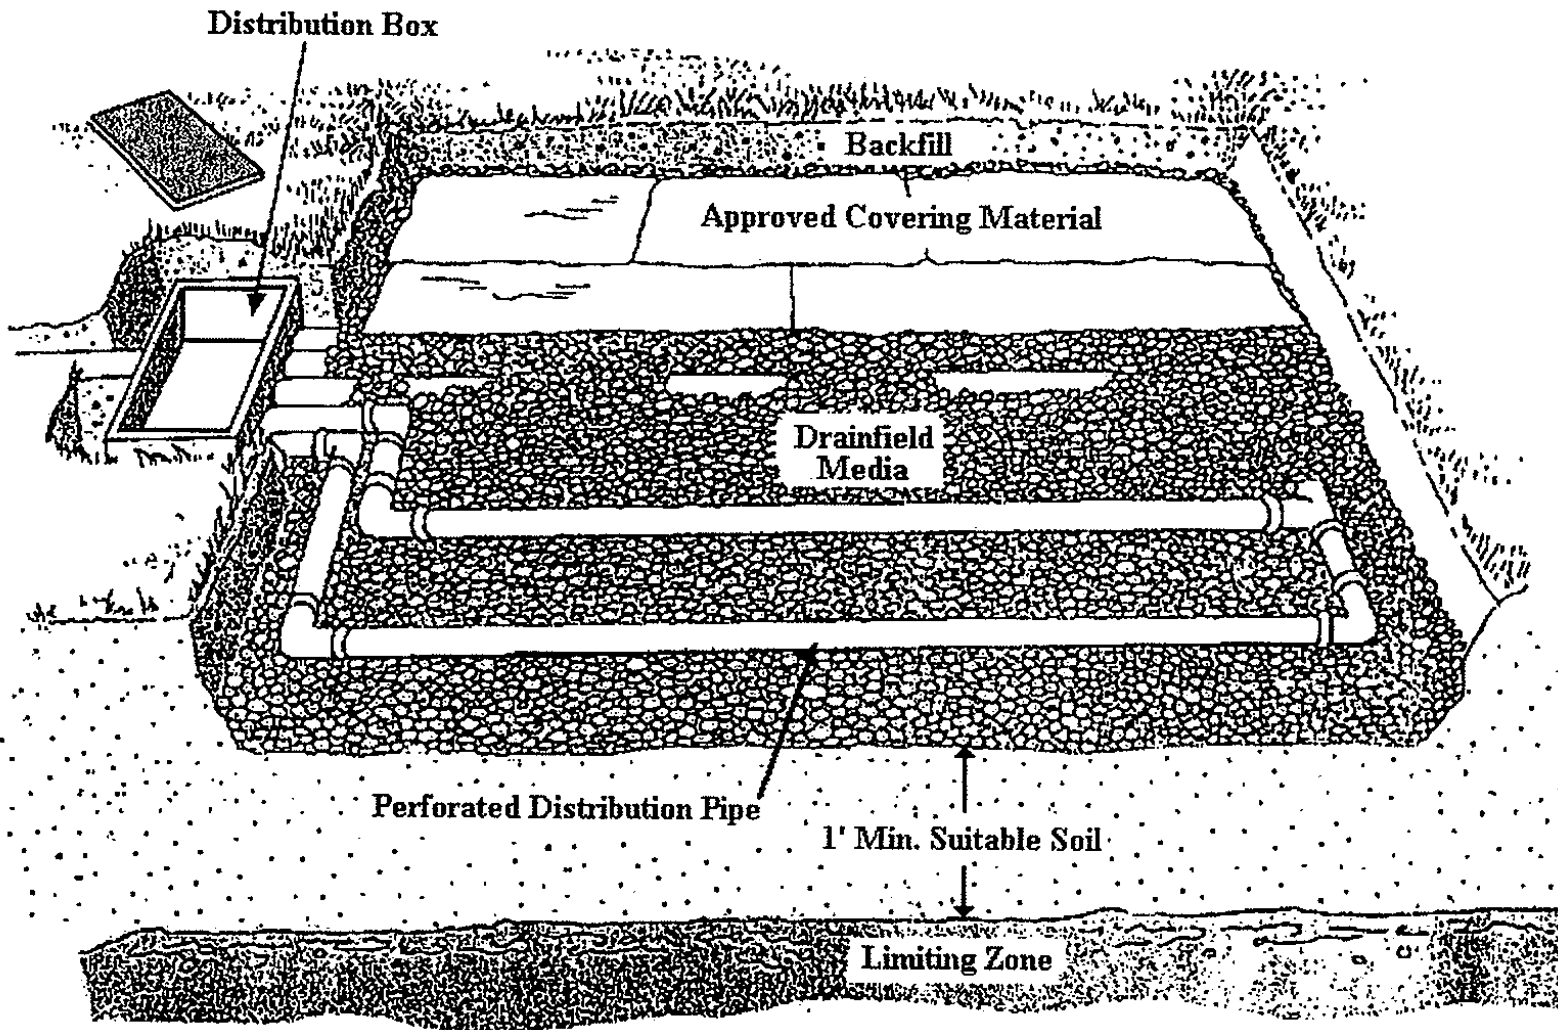 Distribution Box
Backfill
Approved Covering Material
Drainfield
Media
Perforated Distribution Pipe
1' Min. Suitable Soil
Limiting Zone